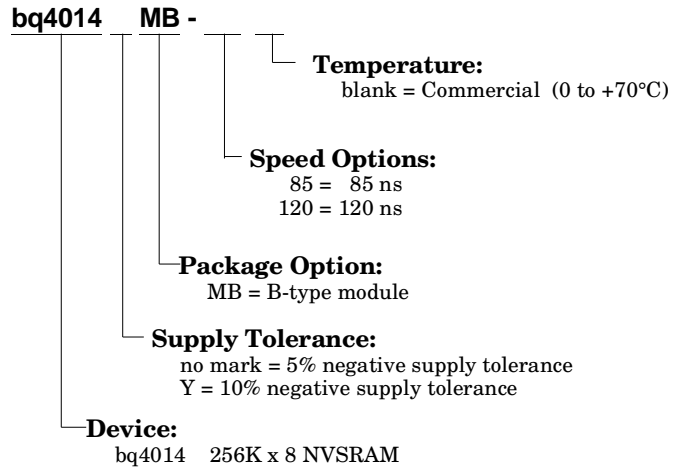 bq4014 MB -
Temperature:
blank = Commercial (0 to +70°C)
Speed Options:
85 = 85 ns
120 = 120 ns
Package Option:
MB = B-type module
Supply Tolerance:
no mark = 5% negative supply tolerance
Y = 10% negative supply tolerance
Device:
bq4014 256K x 8 NVSRAM